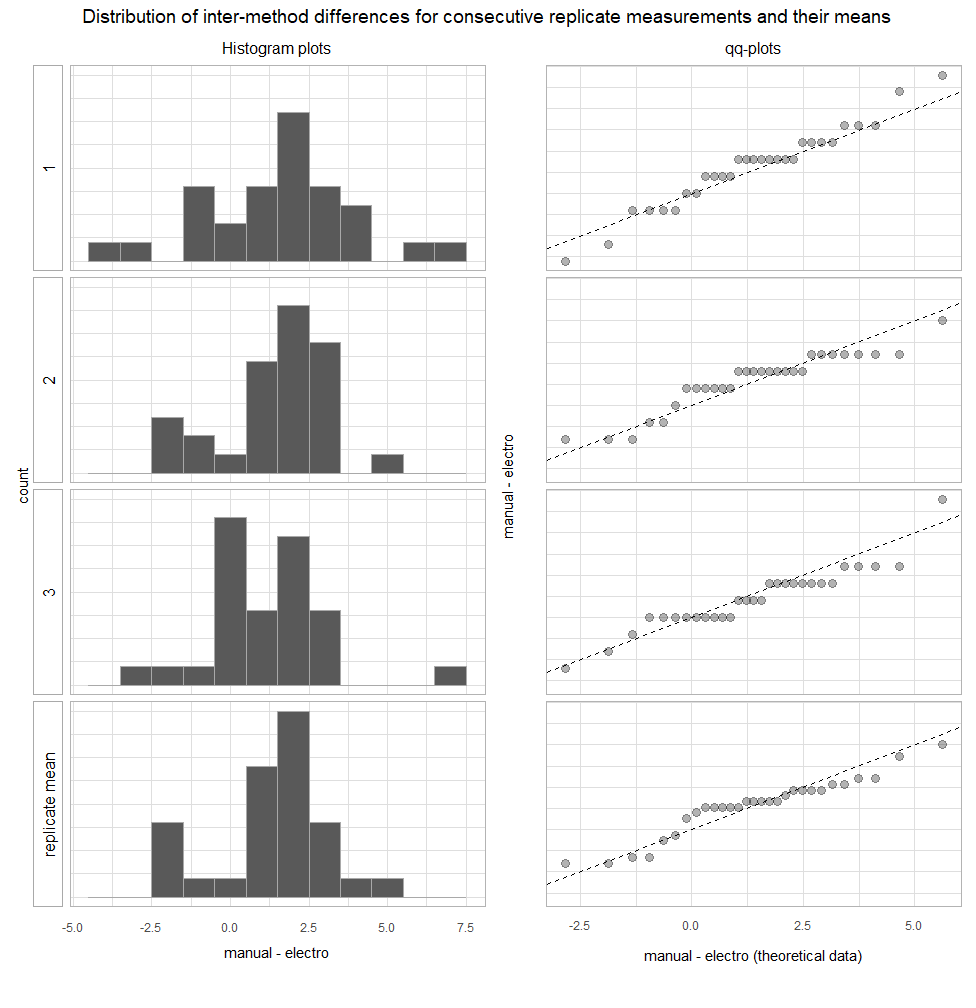 Distribution of inter-method differences for consecutive replicate measurements and their means
Histogram plots
qq-plots
1
2
3
replicate mean
count
manual - electro
-5.0 -2.5 0.0 2.5 5.0 7.5
manual - electro
-2.5 0.0 2.5 5.0
manual - electro (theoretical data)